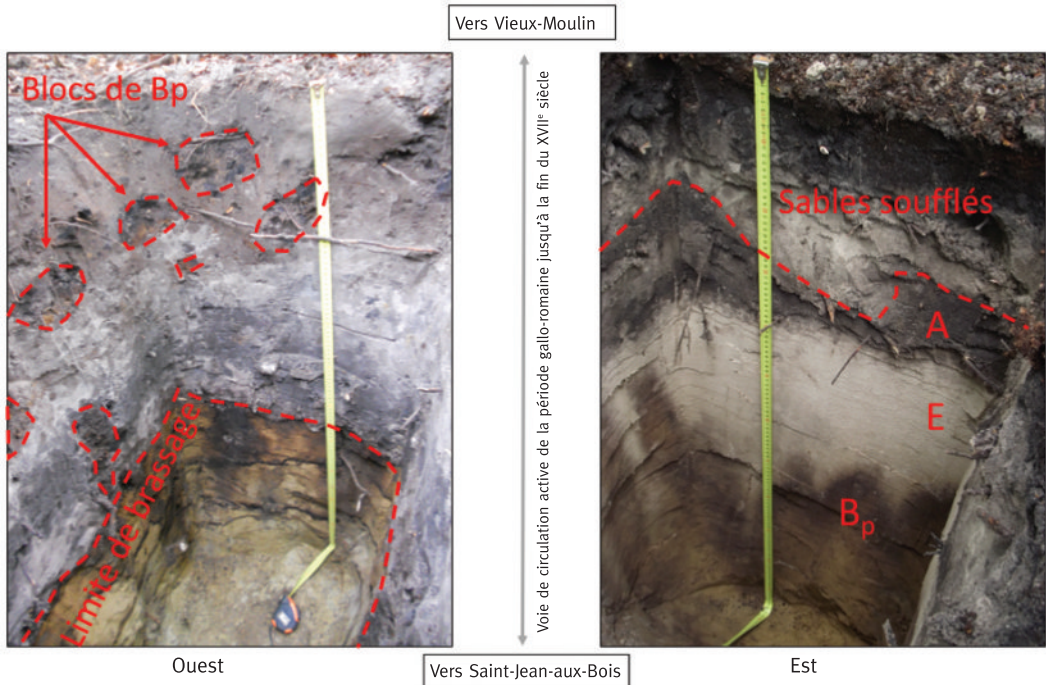 Vers Vieux-Moulin
Blocs de Bp
Limite de brassage
Voie de circulation active de la période gallo-romaine jusqu'à la fin du XVIIe siècle
Sables soufflés
A
E
Bp
Ouest
Vers Saint-Jean-aux-Bois
Est